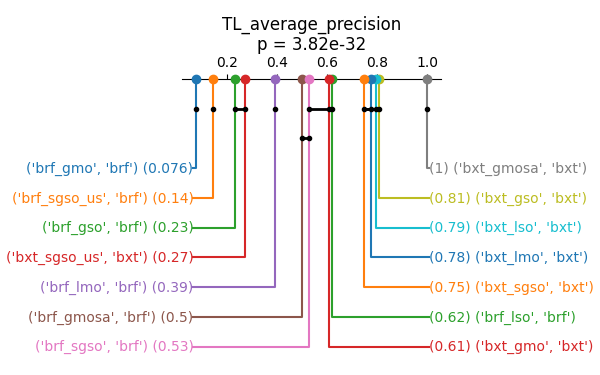 TL_average_precision
p = 3.82e-32
0.2 0.4 0.6 0.8 1.0
('brf_gmo', 'brf') (0.076) (1) ('bxt_gmosa', 'bxt')
('brf_sgso_us', 'brf') (0.14) (0.81) ('bxt_gso', 'bxt')
('brf_gso', 'brf') (0.23) (0.79) ('bxt_lso', 'bxt')
('bxt_sgso_us', 'bxt') (0.27) (0.78) ('bxt_lmo', 'bxt')
('brf_lmo', 'brf') (0.39) (0.75) ('bxt_sgso', 'bxt')
('brf_gmosa', 'brf') (0.5) (0.62) ('brf_lso', 'brf')
('brf_sgso', 'brf') (0.53) (0.61) ('bxt_gmo', 'bxt')